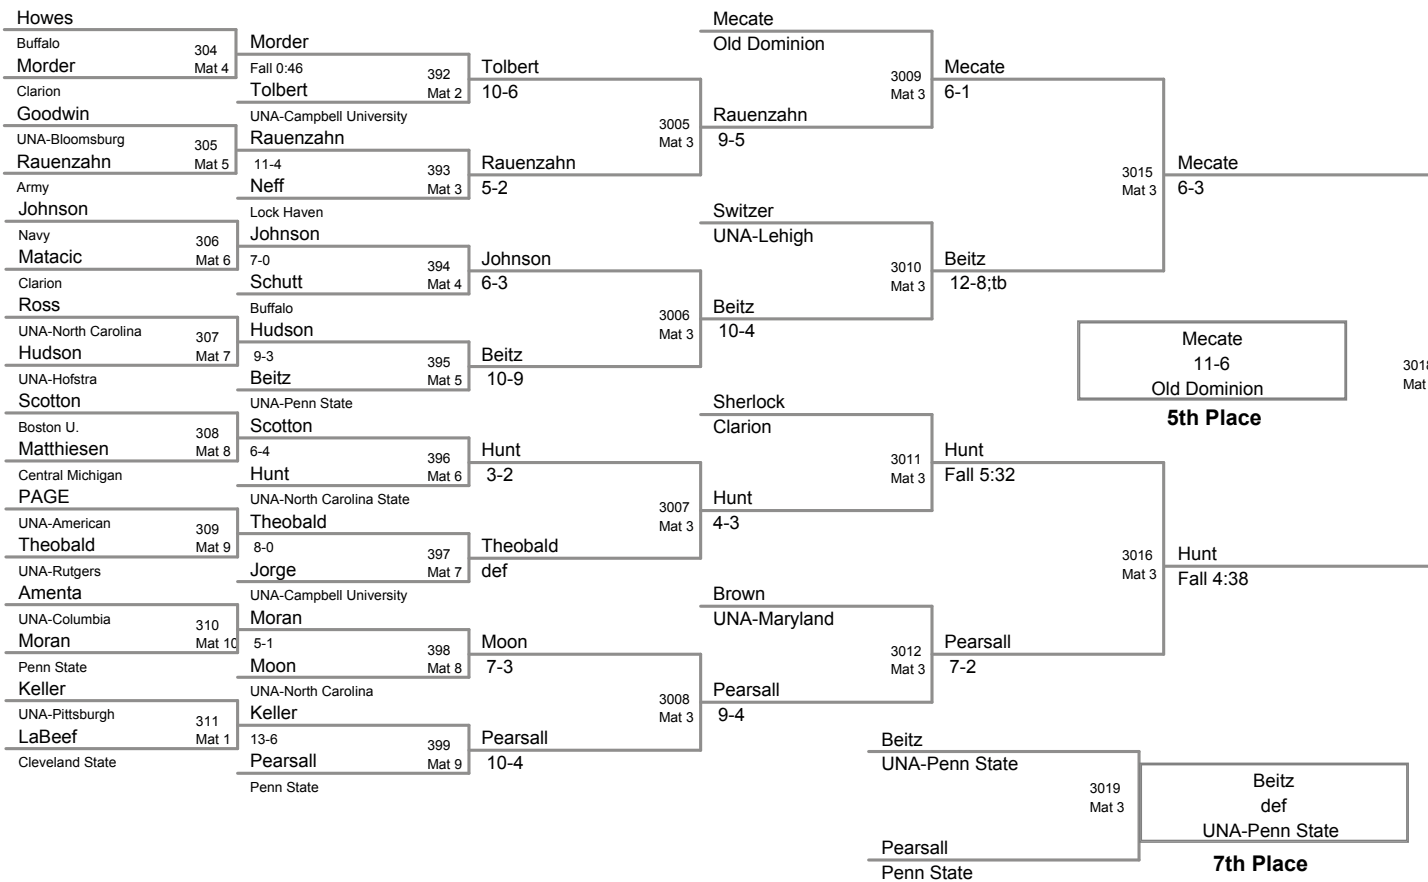 Howes
Buffalo
304
Morder
Mat 4
Clarion
Goodwin
UNA-Bloomsburg
305
Rauenzahn
Mat 5
Army
Johnson
Navy
306
Matacic
Mat 6
Clarion
Ross
UNA-North Carolina
307
Hudson
Mat 7
UNA-Hofstra
Scotton
Boston U.
308
Matthiesen
Mat 8
Central Michigan
PAGE
UNA-American
309
Theobald
Mat 9
UNA-Rutgers
Amenta
UNA-Columbia
310
Moran
Mat 10
Penn State
Keller
UNA-Pittsburgh
311
LaBeef
Mat 1
Cleveland State
Morder
Fall 0:46
392
Tolbert
Mat 2
UNA-Campbell University
Rauenzahn
11-4
393
Neff
Mat 3
Lock Haven
Johnson
7-0
394
Schutt
Mat 4
Buffalo
Hudson
9-3
395
Beitz
Mat 5
UNA-Penn State
Scotton
6-4
396
Hunt
Mat 6
UNA-North Carolina State
Theobald
8-0
397
Jorge
Mat 7
UNA-Campbell University
Moran
5-1
398
Moon
Mat 8
UNA-North Carolina
Keller
13-6
399
Pearsall
Mat 9
Penn State
Tolbert
10-6
3005
Mat 3
Rauenzahn
5-2
Johnson
6-3
3006
Mat 3
Beitz
10-9
Hunt
3-2
3007
Mat 3
Theobald
def
Moon
7-3
3008
Mat 3
Pearsall
10-4
Mecate
Old Dominion
3009
Mat 3
Rauenzahn
9-5
Switzer
UNA-Lehigh
3010
Mat 3
Beitz
10-4
Sherlock
Clarion
3011
Mat 3
Hunt
4-3
Brown
UNA-Maryland
3012
Mat 3
Pearsall
9-4
Mecate
6-1
3015
Mat 3
Beitz
12-8;tb
Hunt
Fall 5:32
3016
Mat 3
Pearsall
7-2
Mecate
6-3
Mecate
11-6
Old Dominion
5th Place
3018
Mat
Hunt
Fall 4:38
Beitz
UNA-Penn State
3019
Mat 3
Pearsall
Penn State
Beitz
def
UNA-Penn State
7th Place